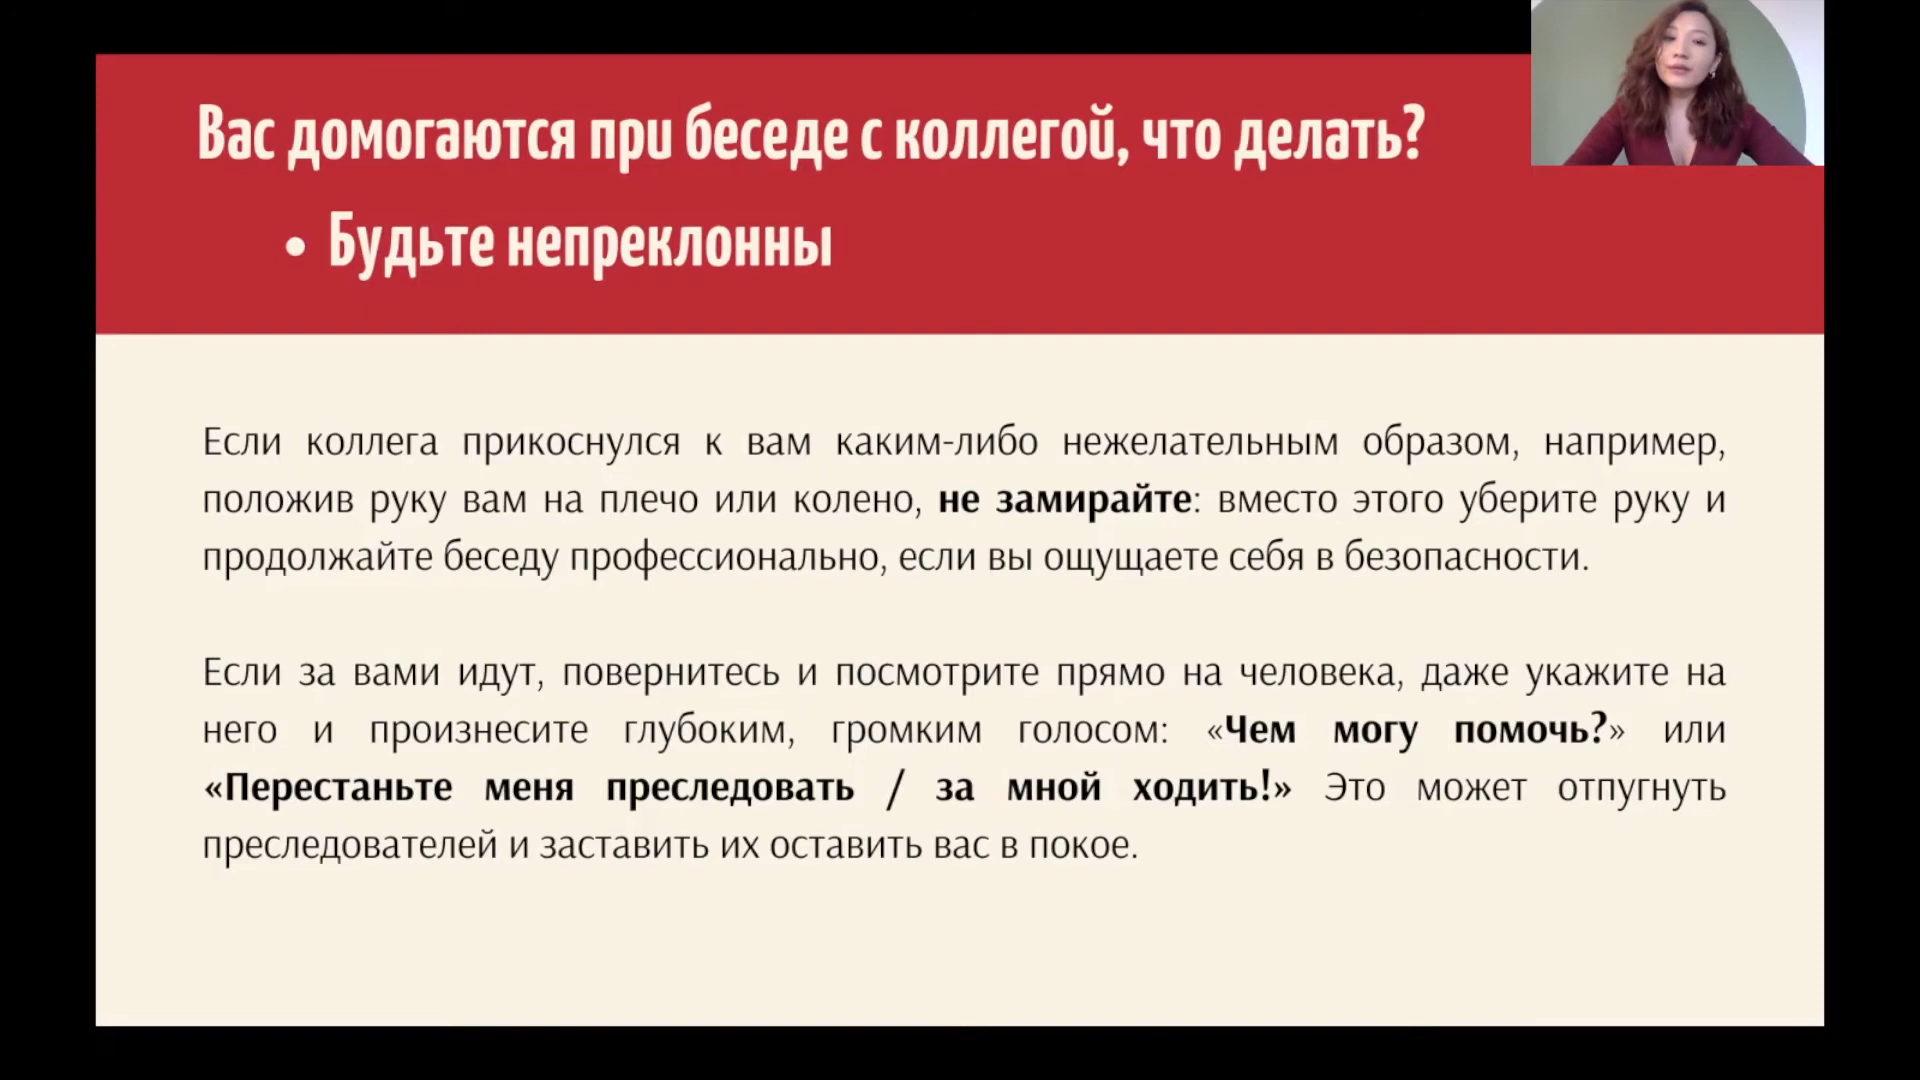 Вас домогаются при беседе с коллегой, что делать?
• Будьте непреклонны
Если коллега прикоснулся к вам каким-либо нежелательным образом, например,
положив руку вам на плечо или колено, не замирайте: вместо этого уберите руку и
продолжайте беседу профессионально, если вы ощущаете себя в безопасности.
Если за вами идут, повернитесь и посмотрите прямо на человека, даже укажите на
него и произнесите глубоким, громким голосом: «Чем могу помочь?» или
«Перестаньте меня преследовать / за мной ходить!» Это может отпугнуть
преследователей и заставить их оставить вас в покое.